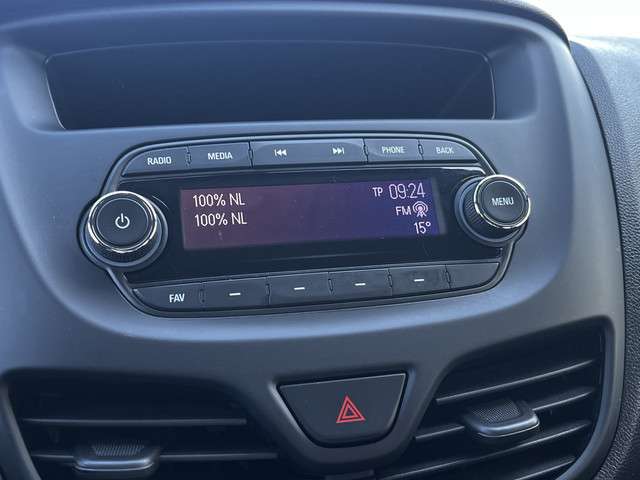 RADIO MEDIA PHONE BACK
100% NL TP 09:24
100% NL FM
15°
MENU
FAV